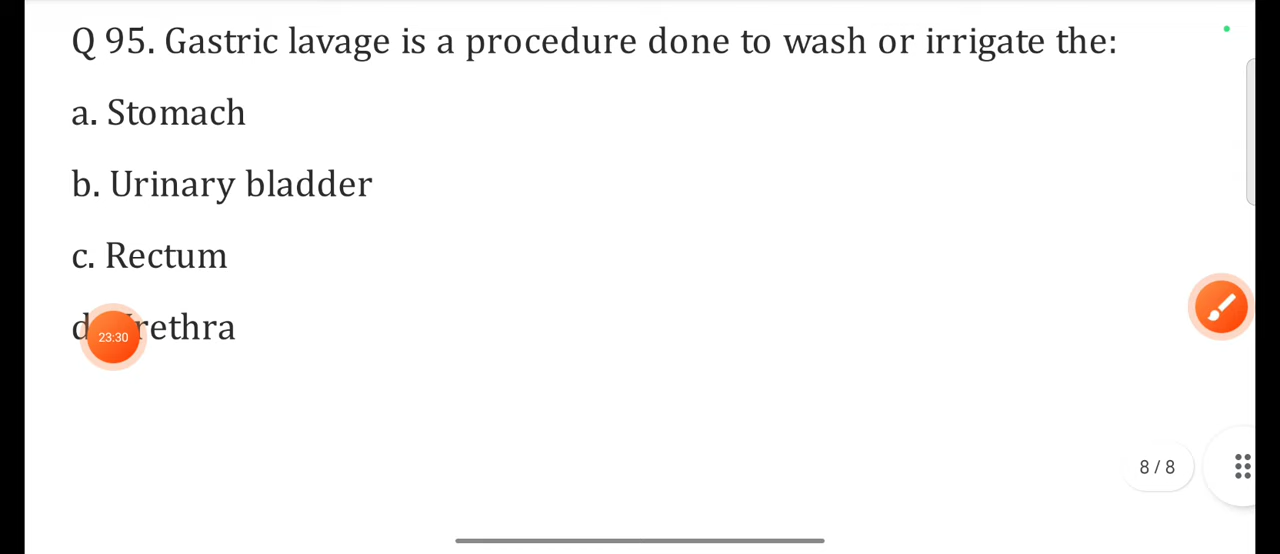 Q 95. Gastric lavage is a procedure done to wash or irrigate the:
a. Stomach
b. Urinary bladder
c. Rectum
d rethra
23:30
8 / 8